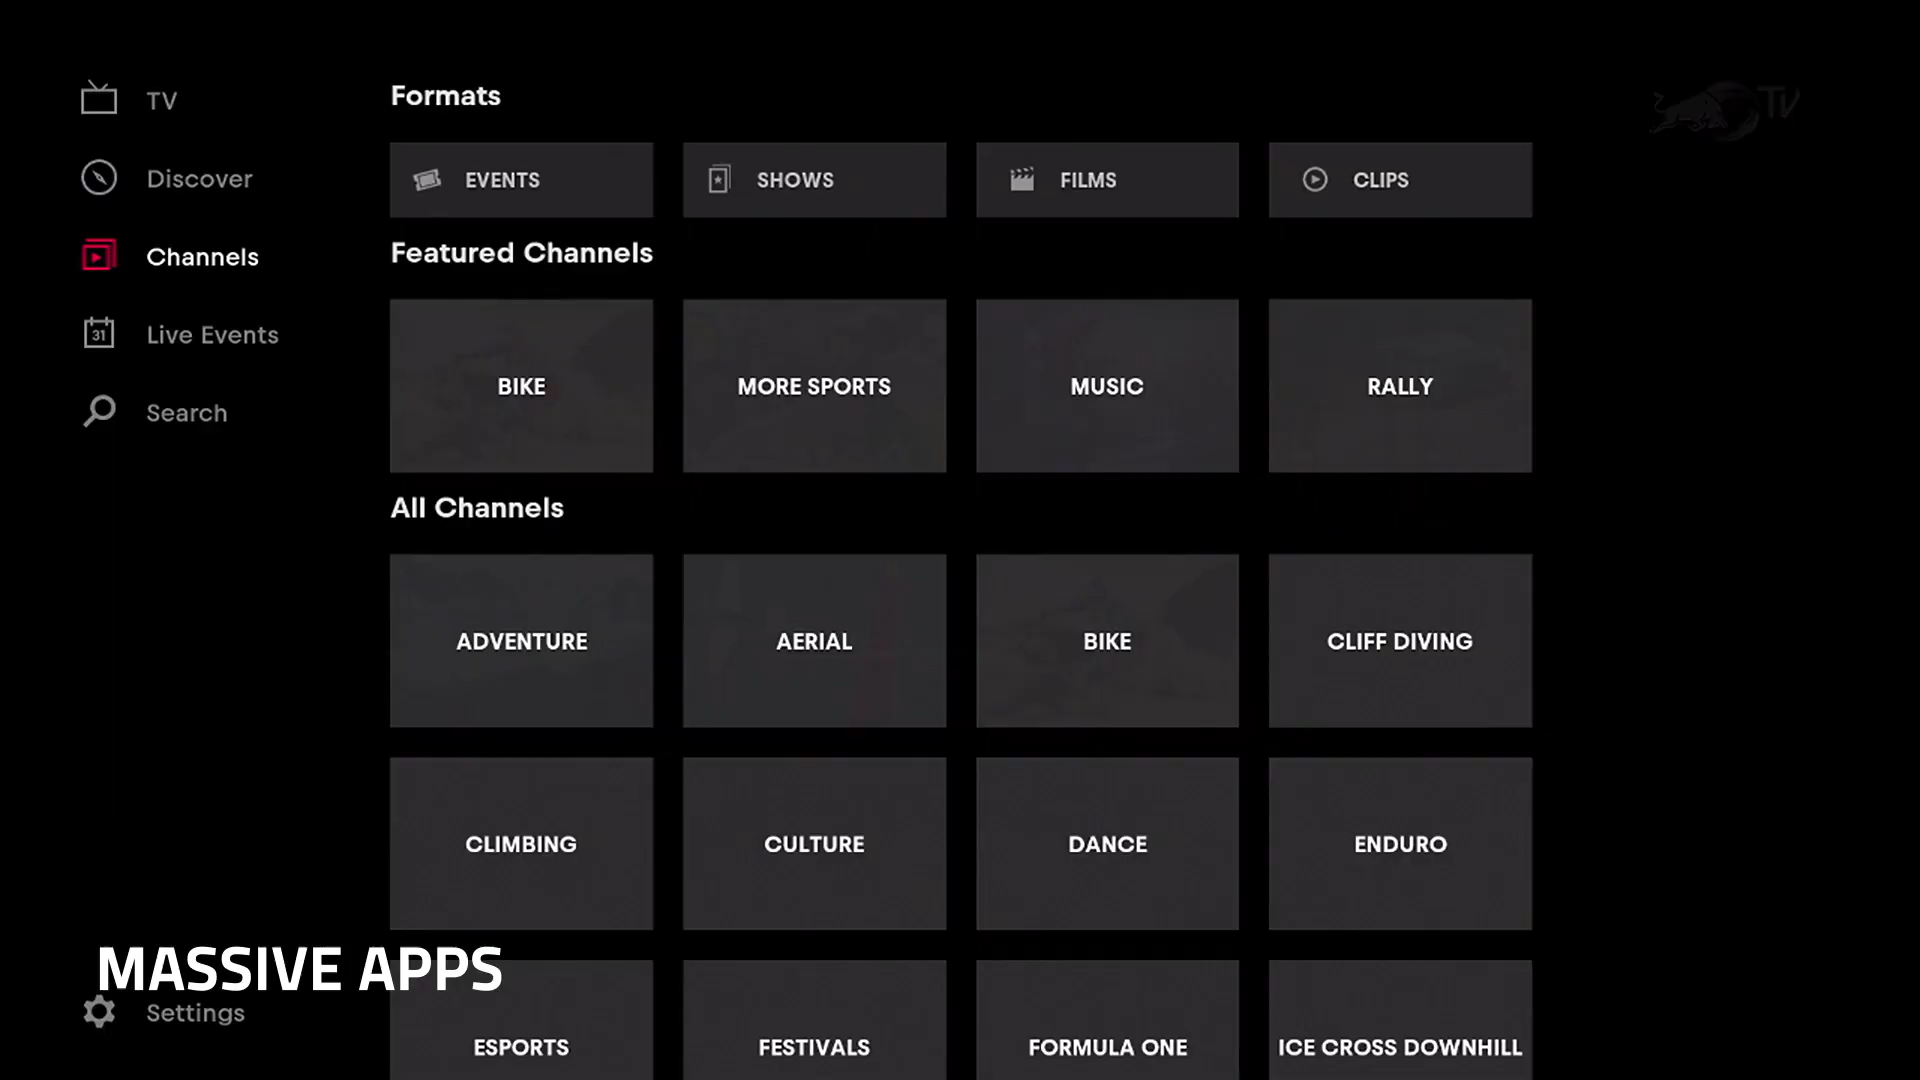 TV
Discover
Channels
31
Live Events
Search
Settings
TV
Formats
EVENTS
SHOWS
FILMS
CLIPS
Featured Channels
BIKE
MORE SPORTS
MUSIC
RALLY
All Channels
ADVENTURE
AERIAL
BIKE
CLIFF DIVING
CLIMBING
CULTURE
DANCE
ENDURO
ESPORTS
FESTIVALS
FORMULA ONE
ICE CROSS DOWNHILL
MASSIVE APPS